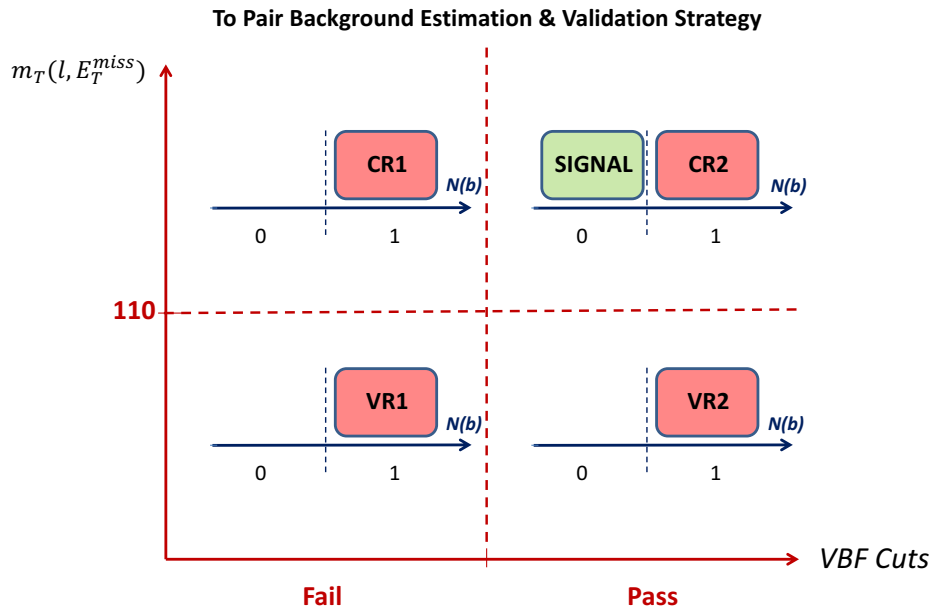 To Pair Background Estimation & Validation Strategy
m_T(l, E_T^{miss})
CR1
N(b)
0 1
SIGNAL CR2
N(b)
0 1
110
VR1
N(b)
0 1
VR2
N(b)
0 1
VBF Cuts
Fail Pass